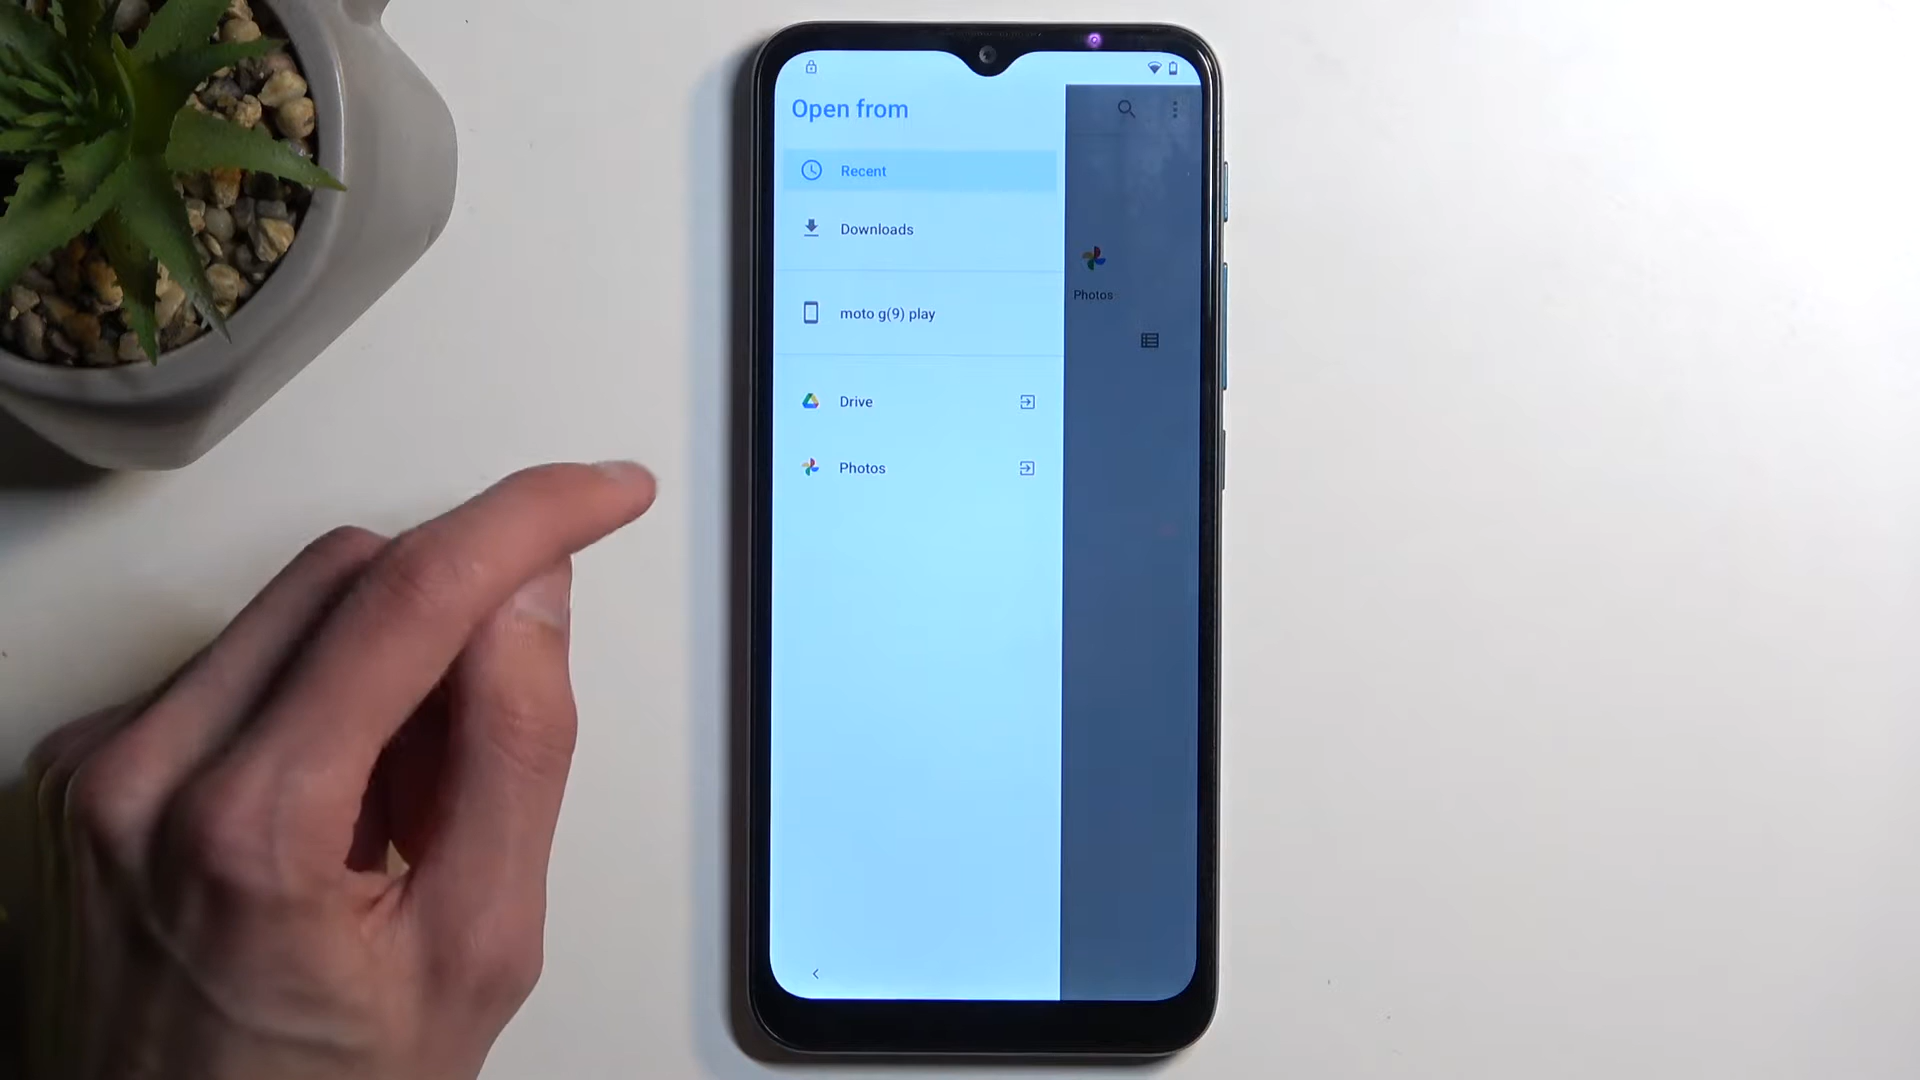 Open from
Recent
Downloads
moto g(9) play
Drive
Photos
Photos